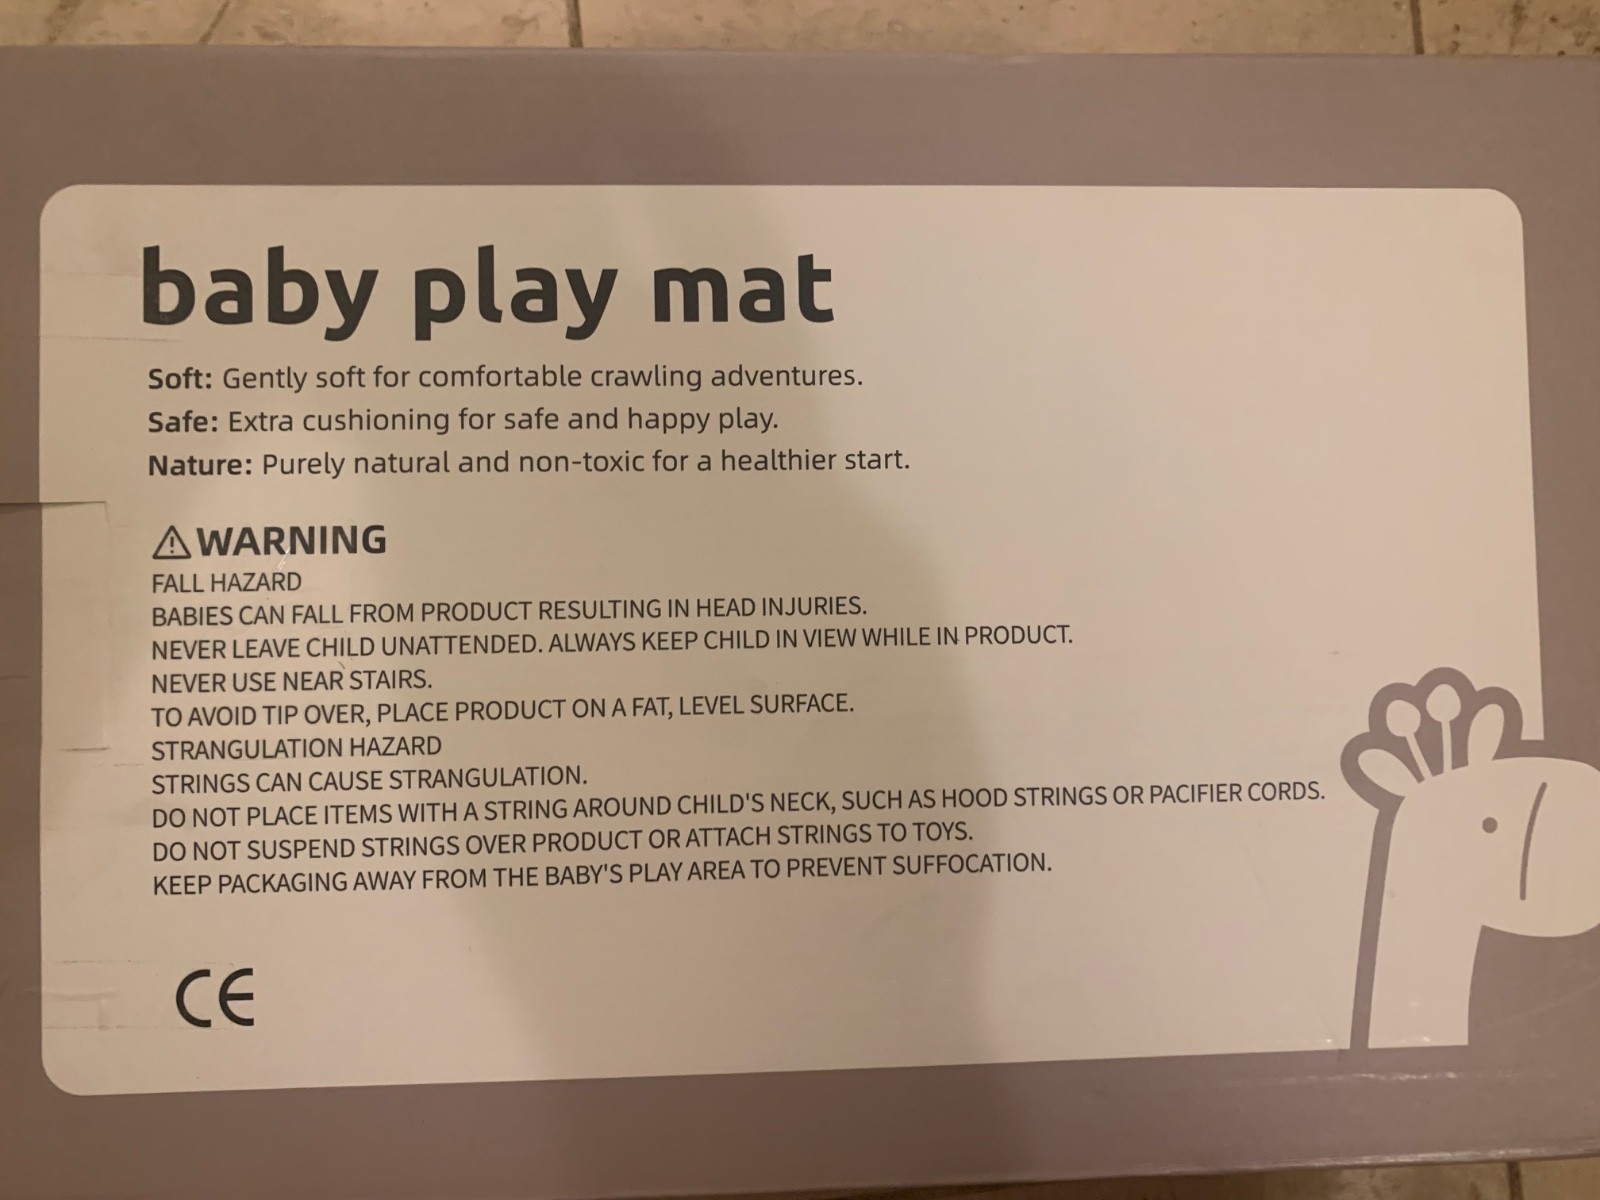 baby play mat
Soft: Gently soft for comfortable crawling adventures.
Safe: Extra cushioning for safe and happy play.
Nature: Purely natural and non-toxic for a healthier start.
WARNING
FALL HAZARD
BABIES CAN FALL FROM PRODUCT RESULTING IN HEAD INJURIES.
NEVER LEAVE CHILD UNATTENDED. ALWAYS KEEP CHILD IN VIEW WHILE IN PRODUCT.
NEVER USE NEAR STAIRS.
TO AVOID TIP OVER, PLACE PRODUCT ON A FAT, LEVEL SURFACE.
STRANGULATION HAZARD
STRINGS CAN CAUSE STRANGULATION.
DO NOT PLACE ITEMS WITH A STRING AROUND CHILD'S NECK, SUCH AS HOOD STRINGS OR PACIFIER CORDS.
DO NOT SUSPEND STRINGS OVER PRODUCT OR ATTACH STRINGS TO TOYS.
KEEP PACKAGING AWAY FROM THE BABY'S PLAY AREA TO PREVENT SUFFOCATION.
CE